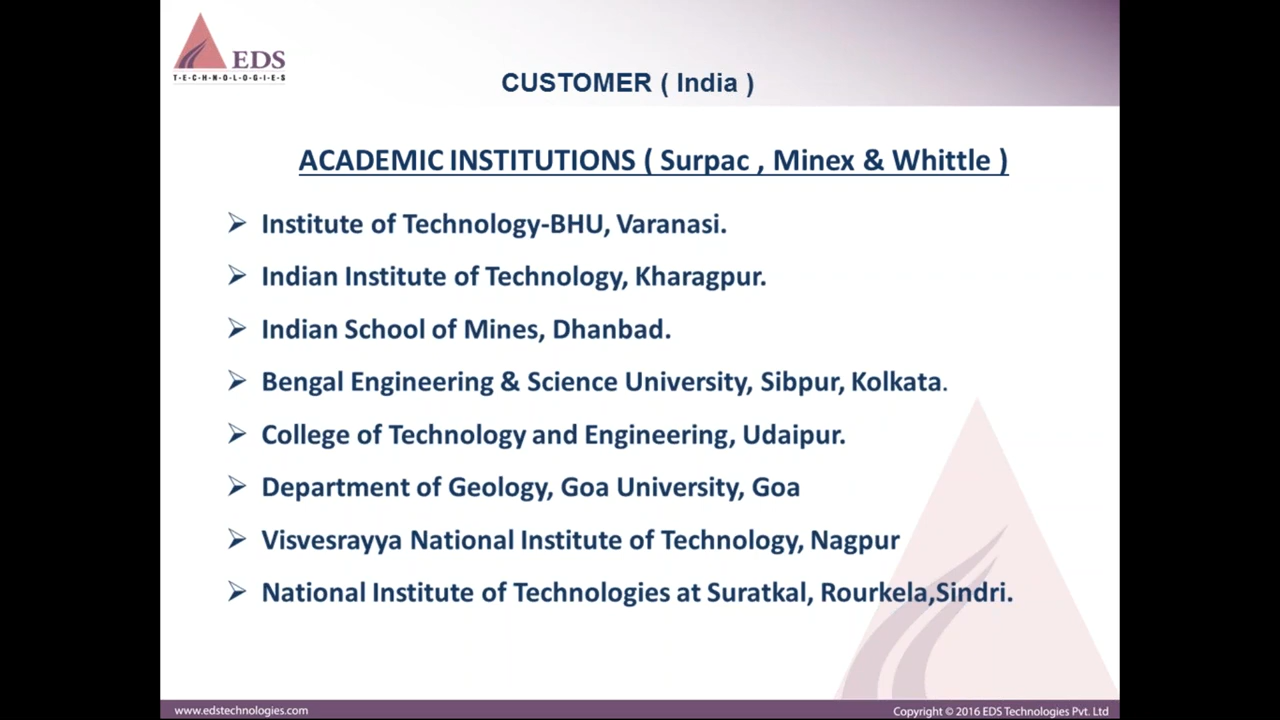 EDS
T·E·C·H·N·O·L·O·G·I·E·S
CUSTOMER ( India )
ACADEMIC INSTITUTIONS ( Surpac , Minex & Whittle )
➢ Institute of Technology-BHU, Varanasi.
➢ Indian Institute of Technology, Kharagpur.
➢ Indian School of Mines, Dhanbad.
➢ Bengal Engineering & Science University, Sibpur, Kolkata.
➢ College of Technology and Engineering, Udaipur.
➢ Department of Geology, Goa University, Goa
➢ Visvesrayya National Institute of Technology, Nagpur
➢ National Institute of Technologies at Suratkal, Rourkela,Sindri.
www.edstechnologies.com
Copyright © 2016 EDS Technologies Pvt. Ltd